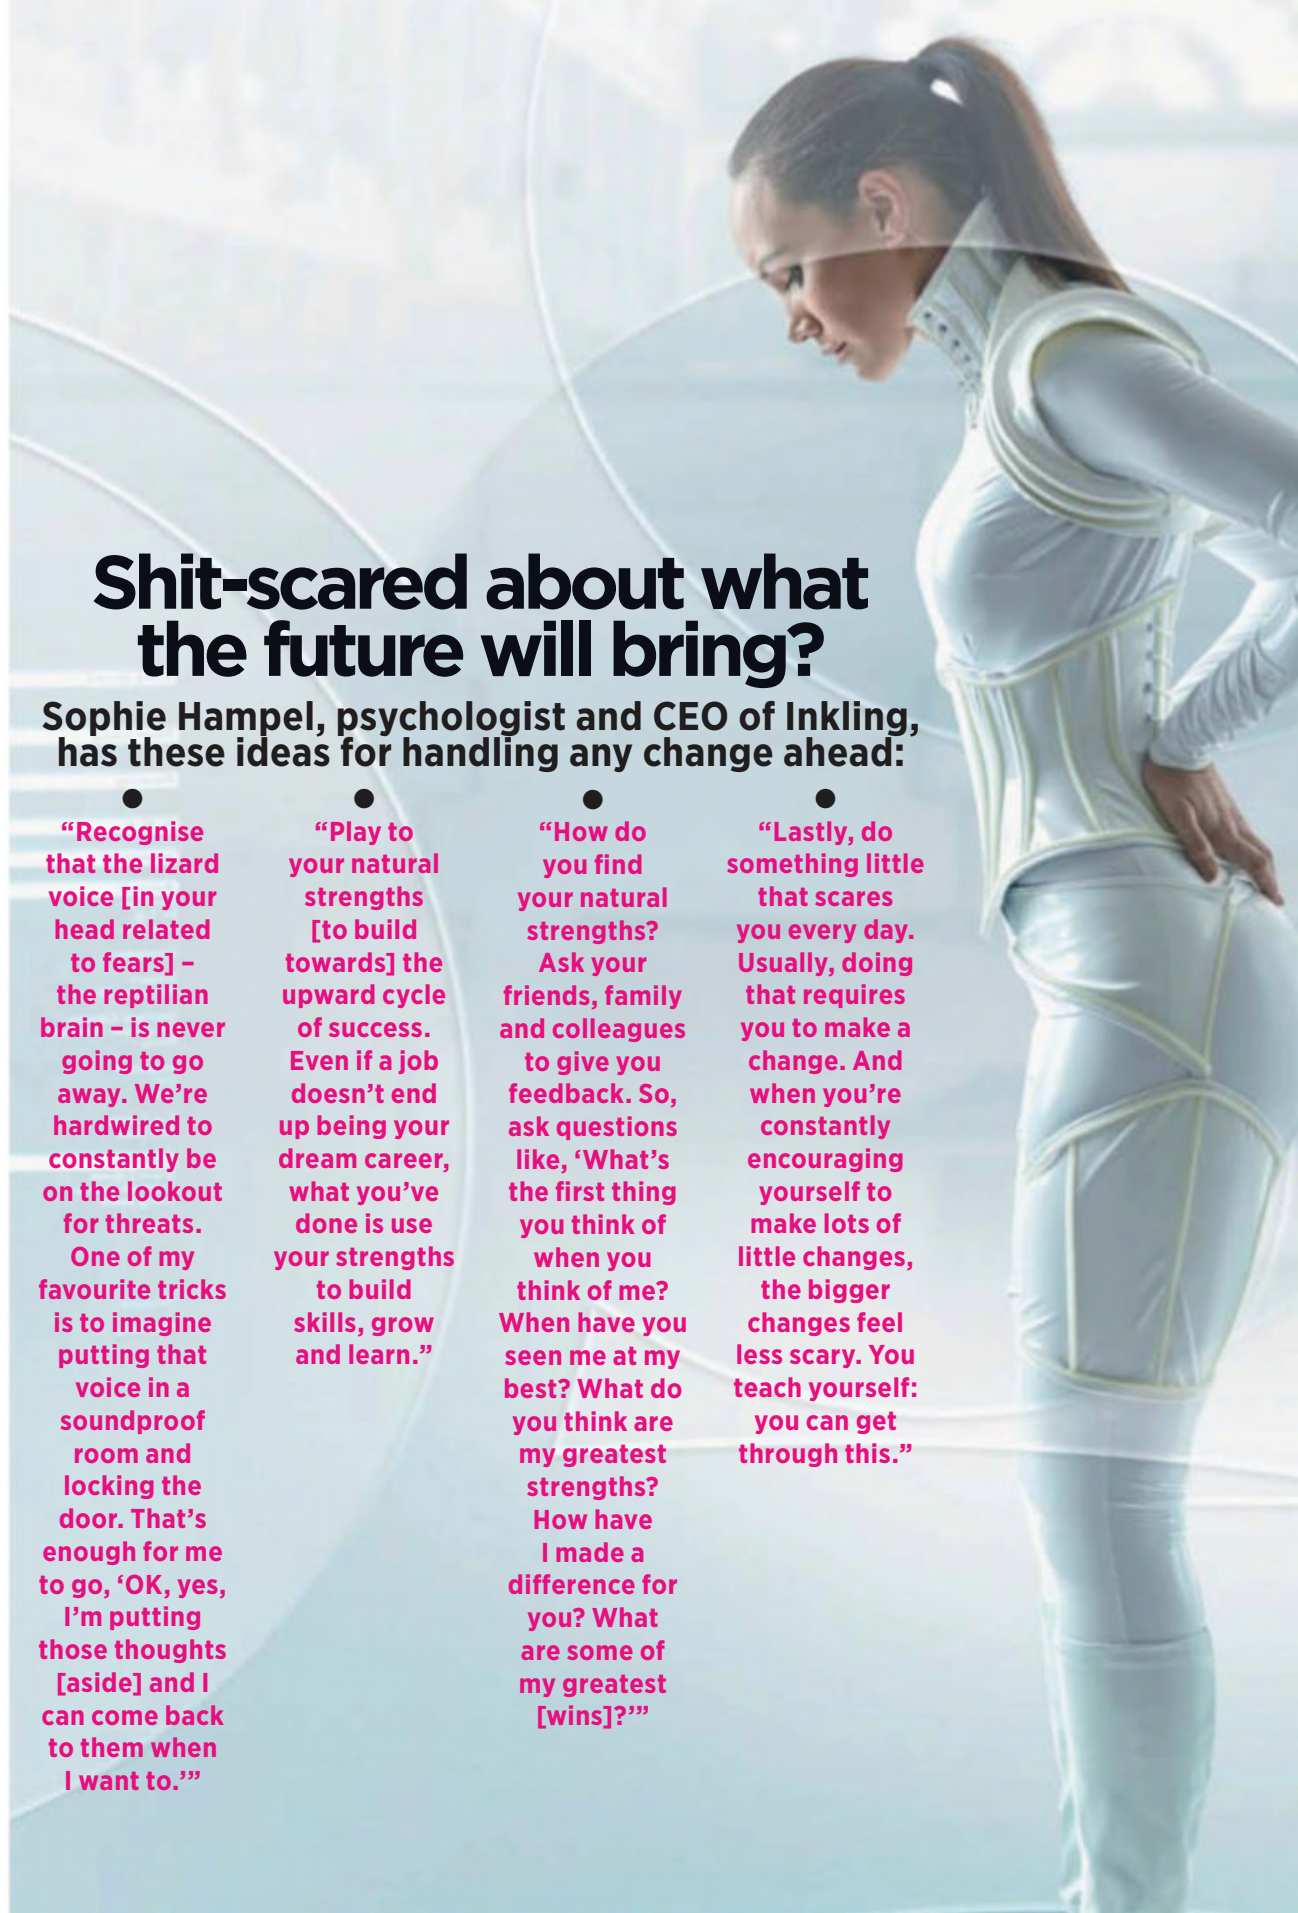 Shit-scared about what
the future will bring?
Sophie Hampel, psychologist and CEO of Inkling,
has these ideas for handling any change ahead:
●
“Recognise
that the lizard
voice [in your
head related
to fears] –
the reptilian
brain – is never
going to go
away. We’re
hardwired to
constantly be
on the lookout
for threats.
One of my
favourite tricks
is to imagine
putting that
voice in a
soundproof
room and
locking the
door. That’s
enough for me
to go, ‘OK, yes,
I’m putting
those thoughts
[aside] and I
can come back
to them when
I want to.’”
●
“Play to
your natural
strengths
[to build
towards] the
upward cycle
of success.
Even if a job
doesn’t end
up being your
dream career,
what you’ve
done is use
your strengths
to build
skills, grow
and learn.”
●
“How do
you find
your natural
strengths?
Ask your
friends, family
and colleagues
to give you
feedback. So,
ask questions
like, ‘What’s
the first thing
you think of
when you
think of me?
When have you
seen me at my
best? What do
you think are
my greatest
strengths?
How have
I made a
difference for
you? What
are some of
my greatest
[wins]?’”
●
“Lastly, do
something little
that scares
you every day.
Usually, doing
that requires
you to make a
change. And
when you’re
constantly
encouraging
yourself to
make lots of
little changes,
the bigger
changes feel
less scary. You
teach yourself:
you can get
through this.”